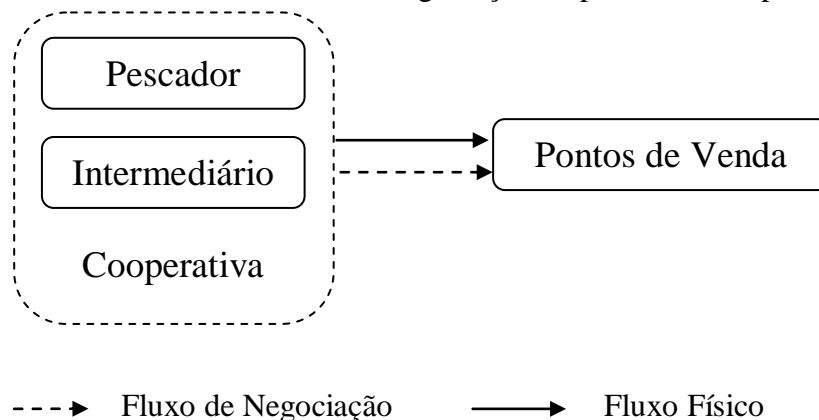 Pescador
Intermediário
Cooperativa
Pontos de Venda
Fluxo de Negociação
Fluxo Físico